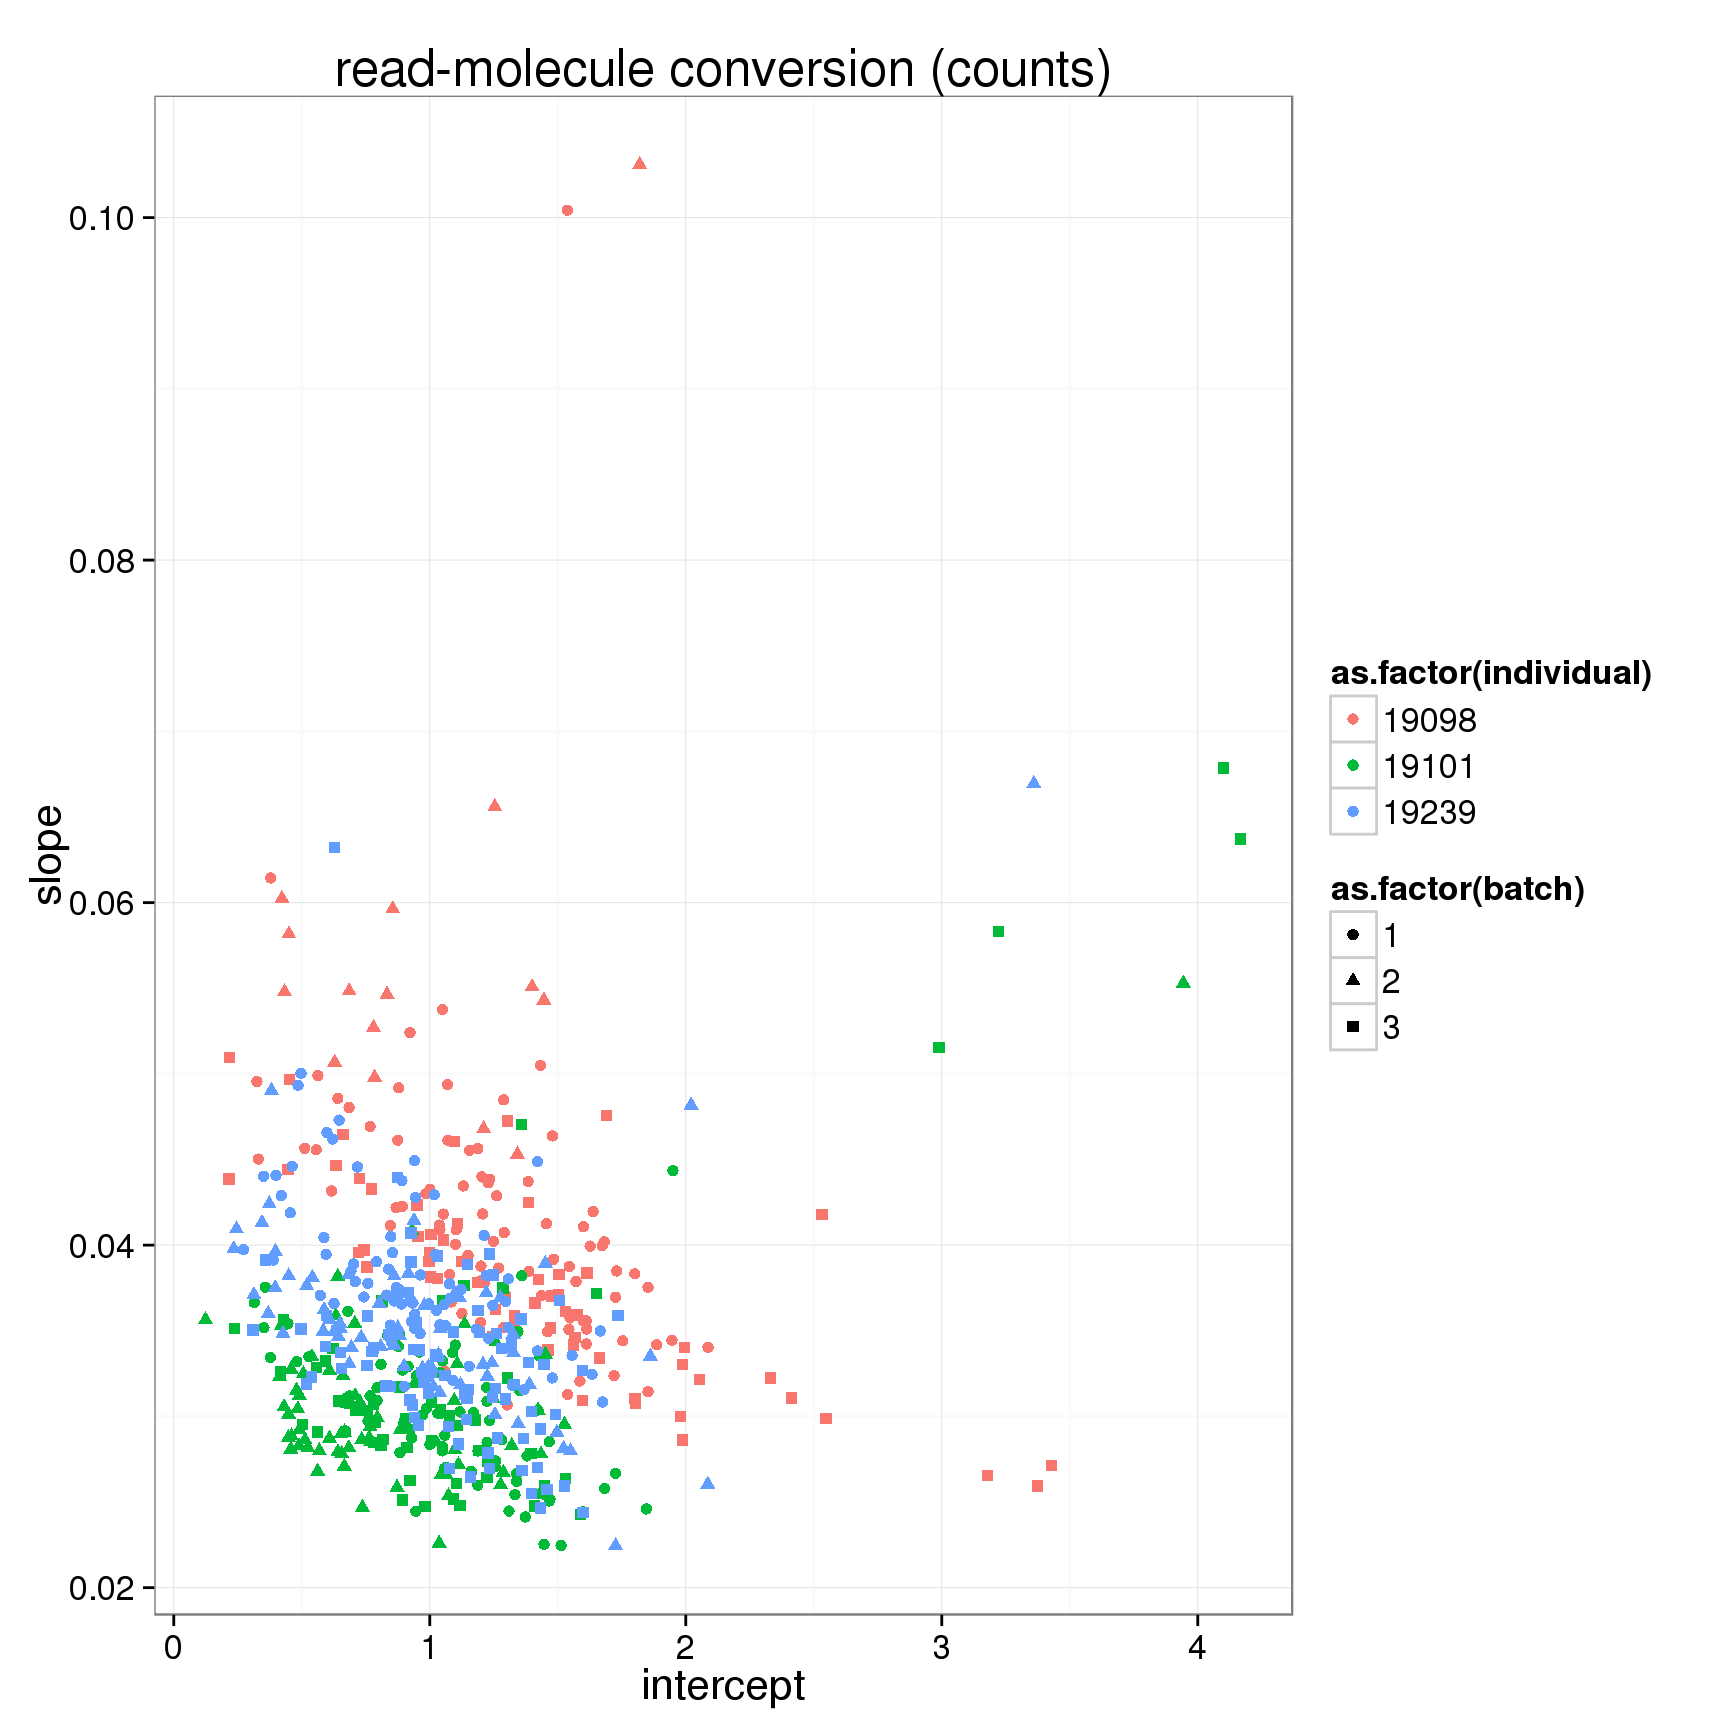 read-molecule conversion (counts)
0.10
0.08
0.06
0.04
0.02
slope
0 1 2 3 4
intercept
as.factor(individual)
19098
19101
19239
as.factor(batch)
1
2
3